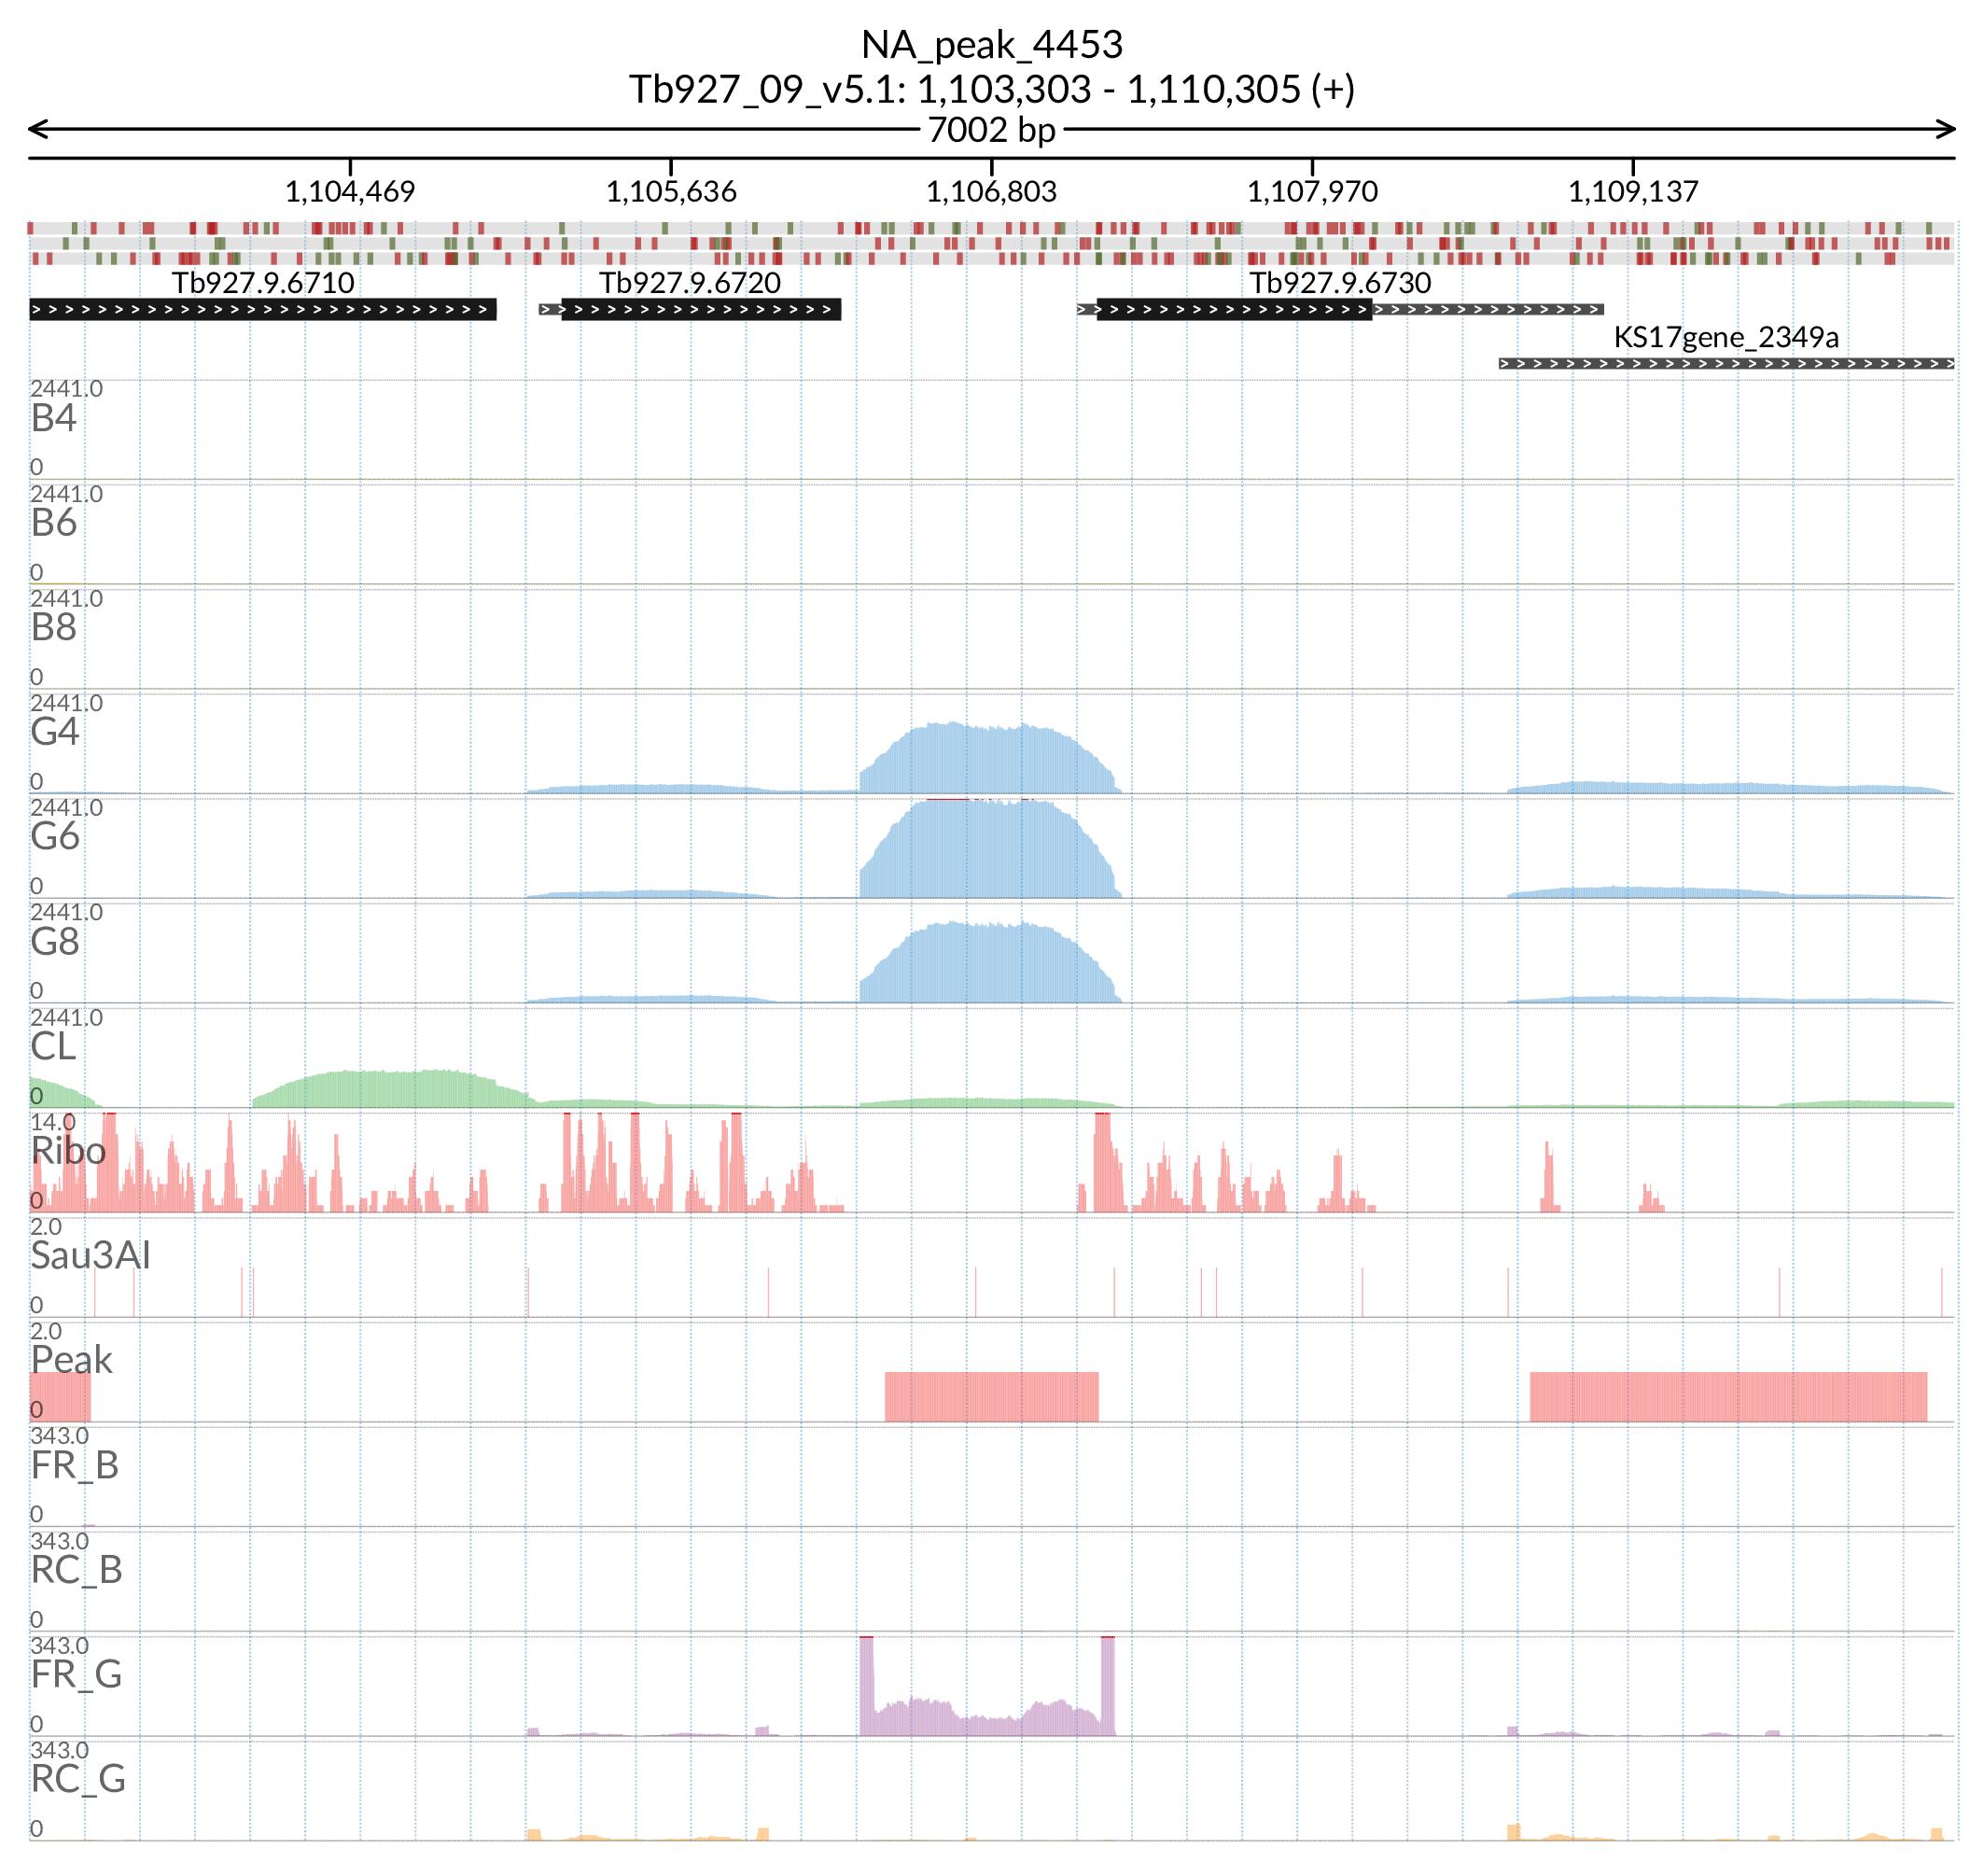 NA_peak_4453
Tb927_09_v5.1: 1,103,303 - 1,110,305 (+)
7002 bp
1,104,469 1,105,636 1,106,803 1,107,970 1,109,137
Tb927.9.6710 Tb927.9.6720 Tb927.9.6730
KS17gene_2349a
2441.0
B4
0
2441.0
B6
0
2441.0
B8
0
2441.0
G4
0
2441.0
G6
0
2441.0
G8
0
2441.0
CL
0
14.0
Ribo
0
2.0
Sau3AI
0
2.0
Peak
0
343.0
FR_B
0
343.0
RC_B
0
343.0
FR_G
0
343.0
RC_G
0